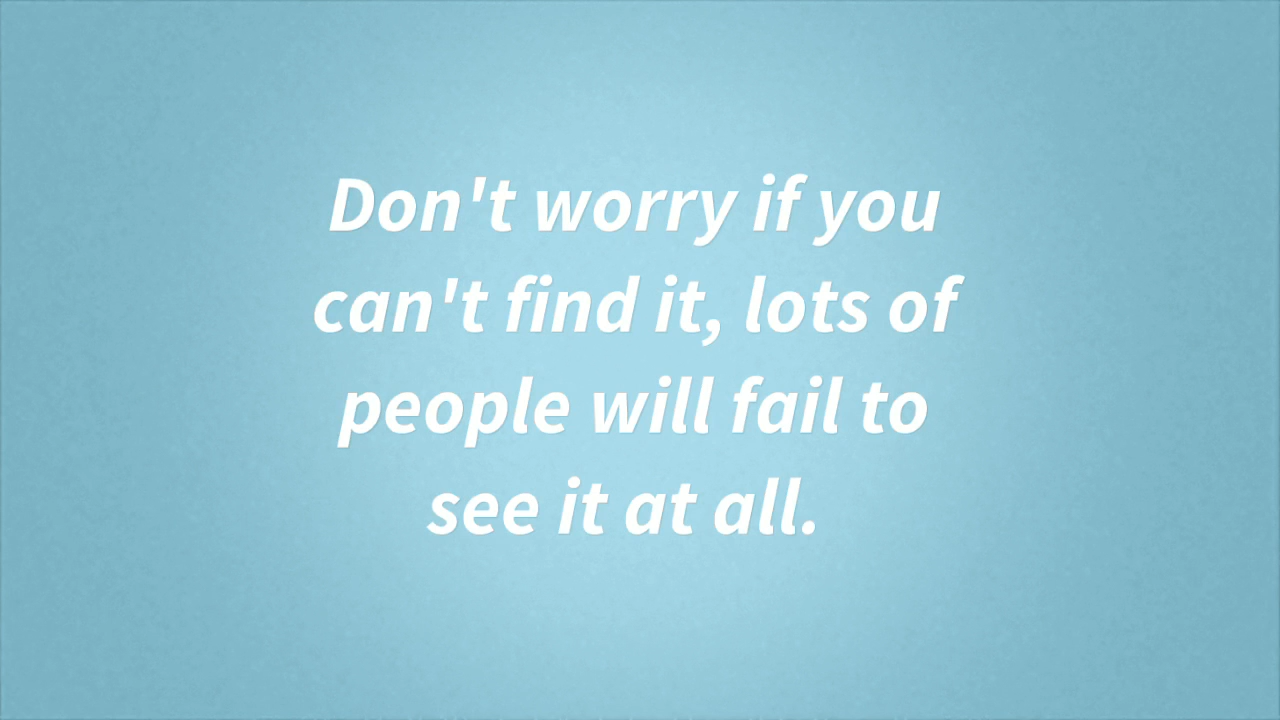 Don't worry if you
can't find it, lots of
people will fail to
see it at all.